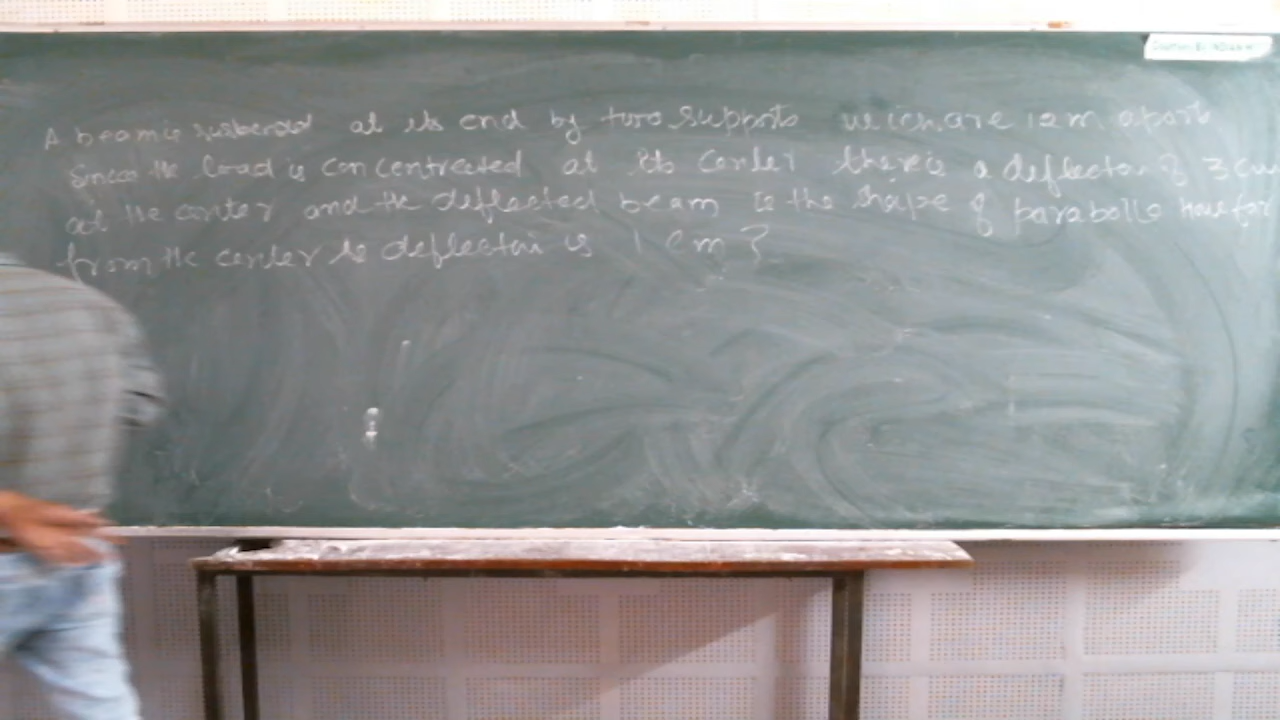 A beam is suspended at its end by two supports which are 12 m apart
Since the load is concentrated at its center there is a deflection of 3 cm
at the center and the deflected beam is the shape of parabolla how far
from the center is deflection is 1 cm?